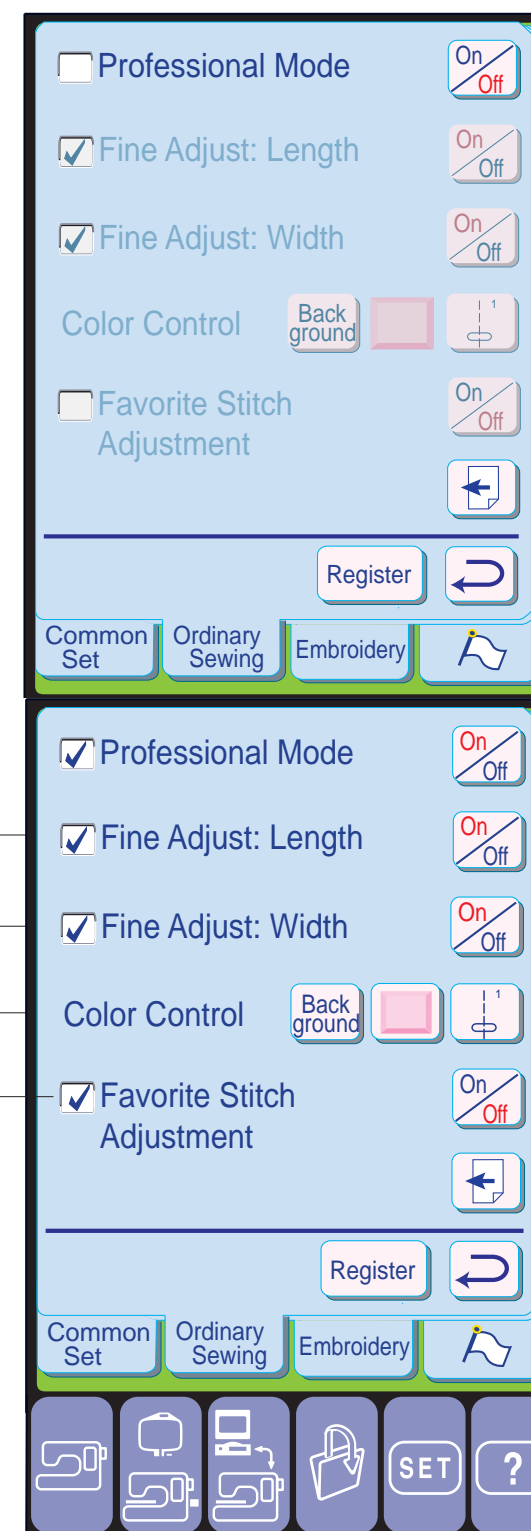 Professional Mode On Off
Fine Adjust: Length On Off
Fine Adjust: Width On Off
Color Control Back ground 1
Favorite Stitch On Off
Adjustment
Register
Common Set Ordinary Sewing Embroidery
Professional Mode On Off
Fine Adjust: Length On Off
Fine Adjust: Width On Off
Color Control Back ground 1
Favorite Stitch On Off
Adjustment
Register
Common Set Ordinary Sewing Embroidery
SET ?